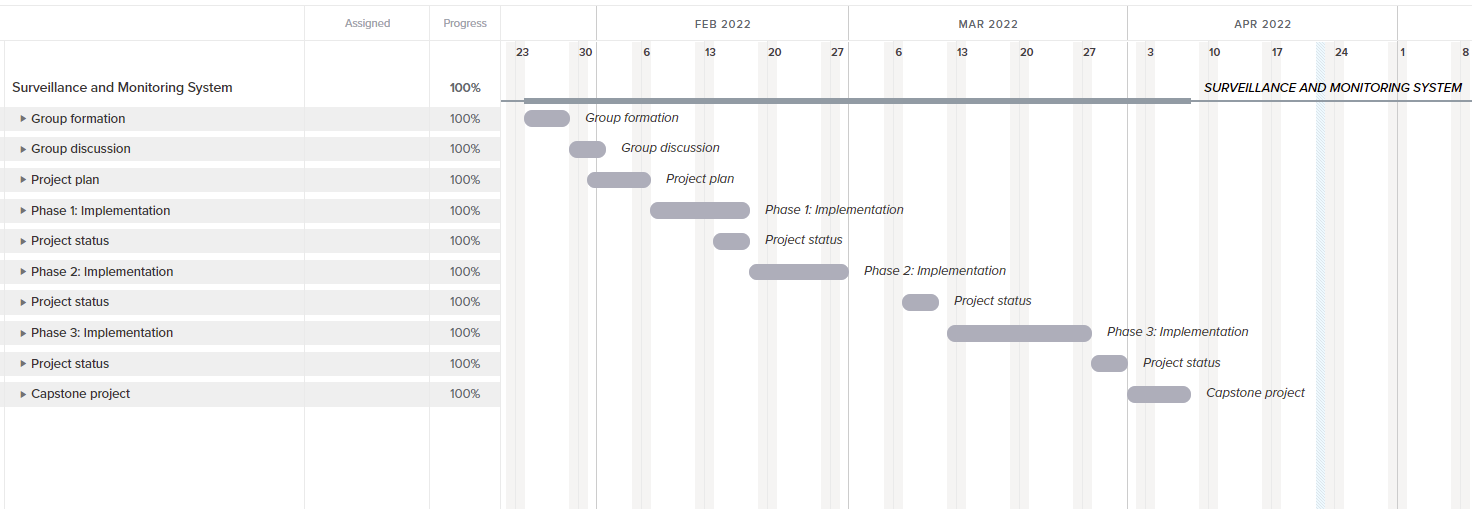 Assigned Progress FEB 2022 MAR 2022 APR 2022
23 30 6 13 20 27 6 13 20 27 3 10 17 24 1 8
Surveillance and Monitoring System 100% SURVEILLANCE AND MONITORING SYSTEM
Group formation 100% Group formation
Group discussion 100% Group discussion
Project plan 100% Project plan
Phase 1: Implementation 100% Phase 1: Implementation
Project status 100% Project status
Phase 2: Implementation 100% Phase 2: Implementation
Project status 100% Project status
Phase 3: Implementation 100% Phase 3: Implementation
Project status 100% Project status
Capstone project 100% Capstone project